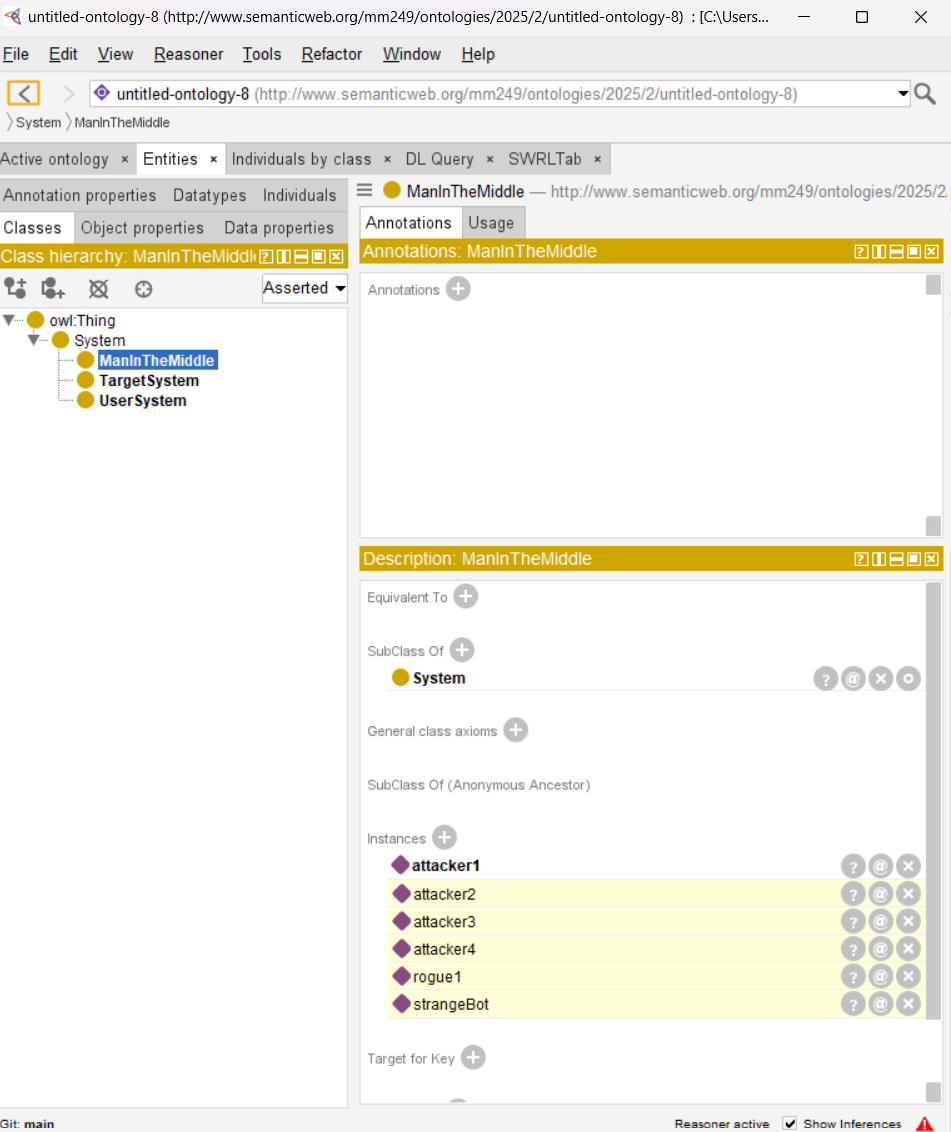 untitled-ontology-8 (http://www.semanticweb.org/mm249/ontologies/2025/2/untitled-ontology-8) : [C:\Users...
File Edit View Reasoner Tools Refactor Window Help
untitled-ontology-8 (http://www.semanticweb.org/mm249/ontologies/2025/2/untitled-ontology-8)
System ManInTheMiddle
Active ontology × Entities × Individuals by class × DL Query × SWRLTab ×
Annotation properties Datatypes Individuals
Classes Object properties Data properties
Class hierarchy: ManInTheMiddl
Asserted
owl:Thing
System
ManInTheMiddle
TargetSystem
UserSystem
ManInTheMiddle — http://www.semanticweb.org/mm249/ontologies/2025/2
Annotations Usage
Annotations: ManInTheMiddle
Annotations
Description: ManInTheMiddle
Equivalent To
SubClass Of
System
General class axioms
SubClass Of (Anonymous Ancestor)
Instances
attacker1
attacker2
attacker3
attacker4
rogue1
strangeBot
Target for Key
Git: main
Reasoner active Show Inferences